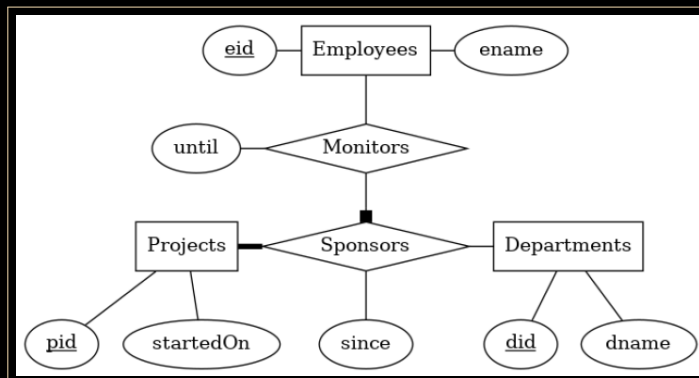 eid Employees ename
until Monitors
Projects Sponsors Departments
pid startedOn since did dname